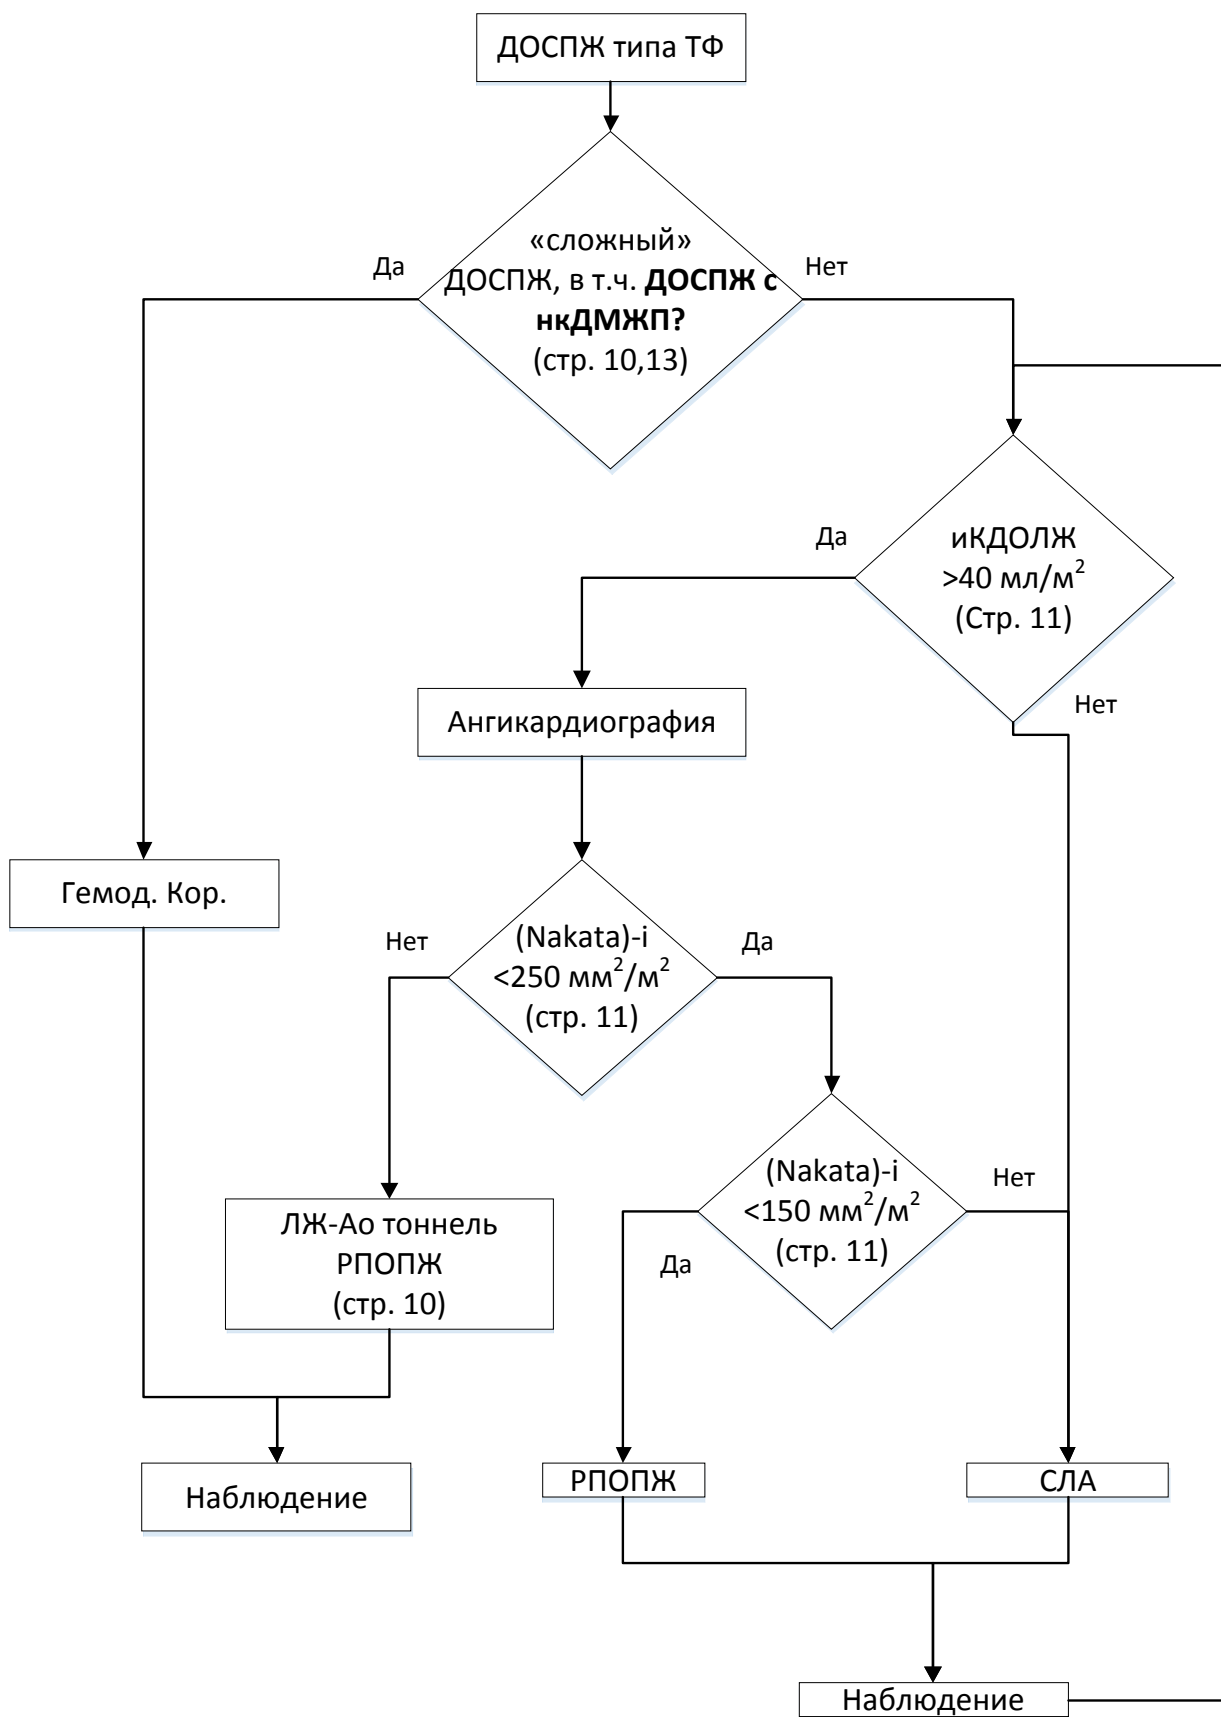 ДОСПЖ типа ТФ
«сложный»
ДОСПЖ, в т.ч. ДОСПЖ с
нкДМЖП?
(стр. 10,13)
Да
Нет
иКДОЛЖ
>40 мл/м²
(Стр. 11)
Да
Нет
Ангикардиография
Гемод. Кор.
(Nakata)-i
<250 мм²/м²
(стр. 11)
Нет
Да
(Nakata)-i
<150 мм²/м²
(стр. 11)
Нет
Да
ЛЖ-Ао тоннель
РПОПЖ
(стр. 10)
Наблюдение
РПОПЖ
СЛА
Наблюдение